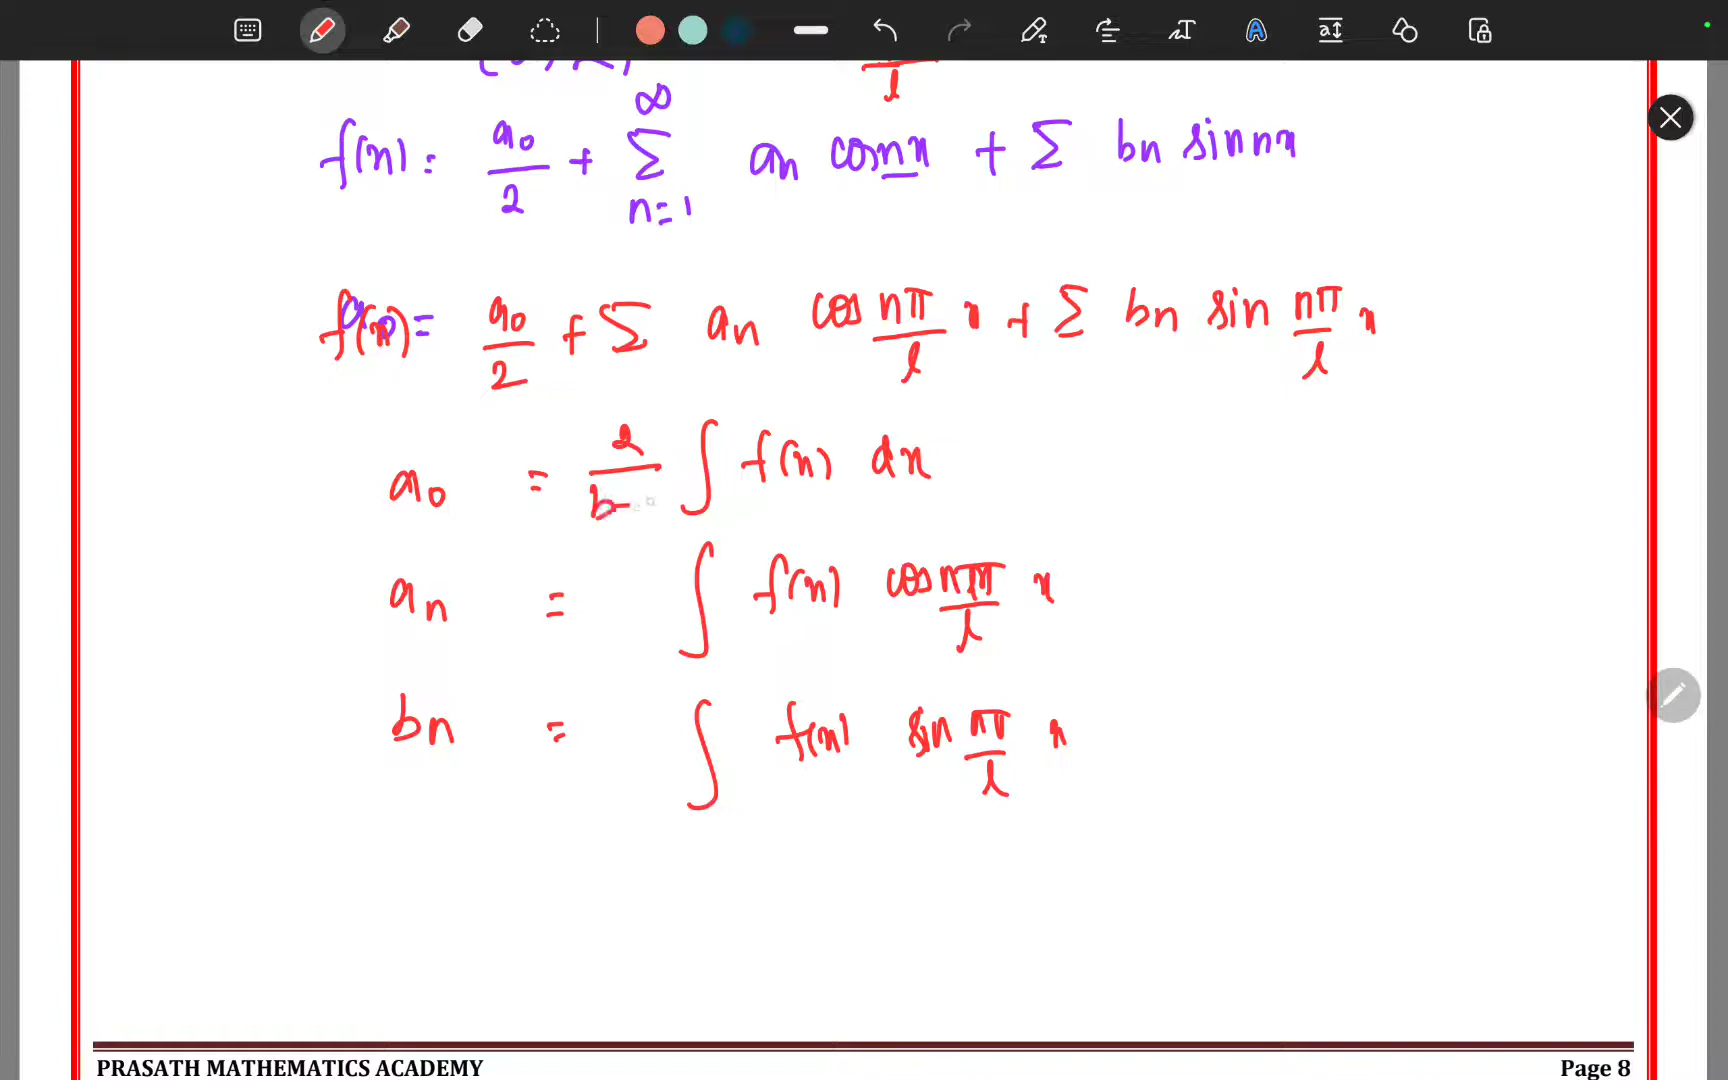 f(x) = a0/2 + ∞ Σ n=1 an cos nx + Σ bn sin nx
f(x) = a0/2 + Σ an cos nπ/l x + Σ bn sin nπ/l x
a0 = 2/b- ∫ f(x) dx
an = ∫ f(x) cos nπ/l x
bn = ∫ f(x) sin nπ/l x
PRASATH MATHEMATICS ACADEMY Page 8